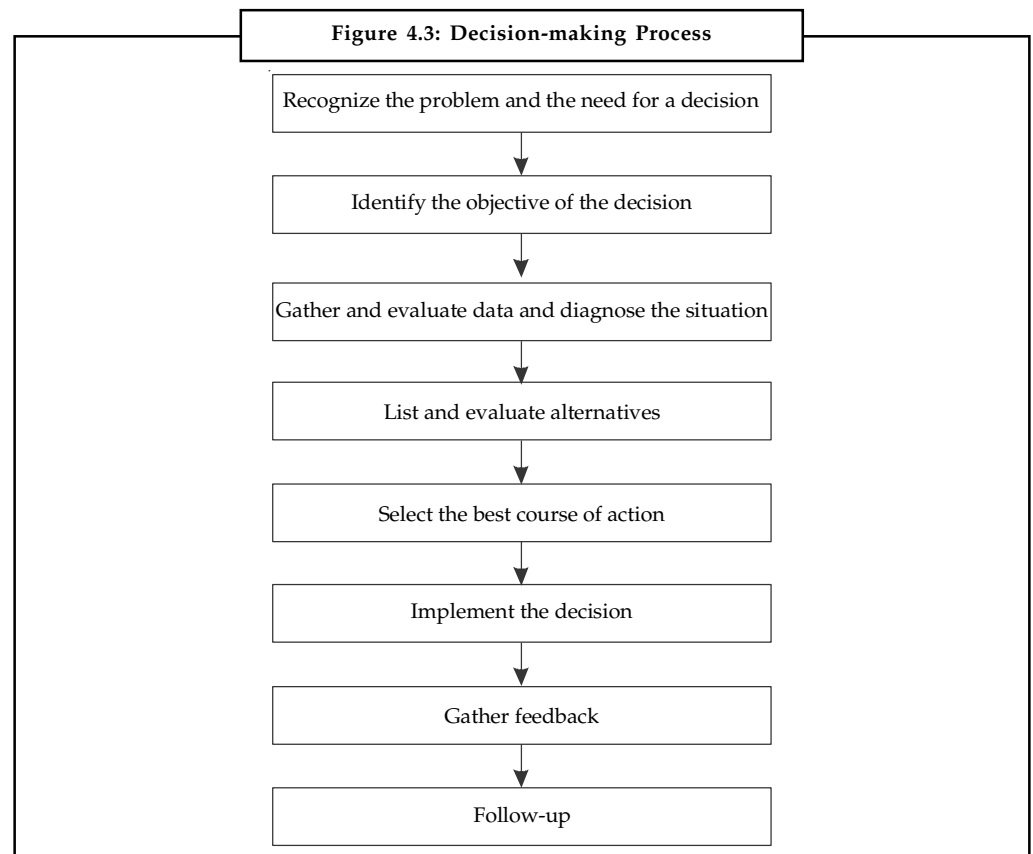 Figure 4.3: Decision-making Process
Recognize the problem and the need for a decision
Identify the objective of the decision
Gather and evaluate data and diagnose the situation
List and evaluate alternatives
Select the best course of action
Implement the decision
Gather feedback
Follow-up